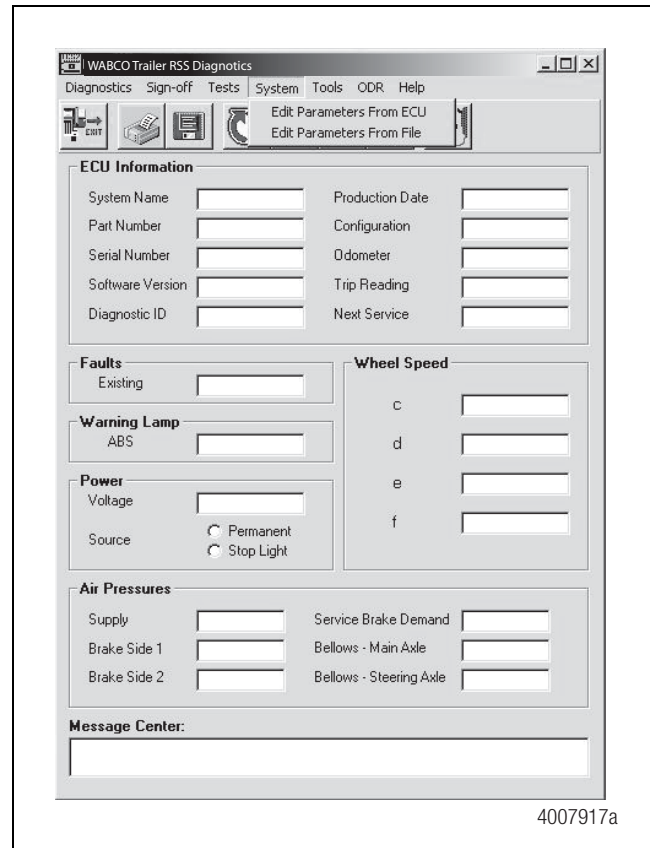 WABCO Trailer RSS Diagnotics
Diagnostics Sign-off Tests System Tools ODR Help
Edit Parameters From ECU
Edit Parameters From File
EXIT
ECU Information
System Name Production Date
Part Number Configuration
Serial Number Odometer
Software Version Trip Reading
Diagnostic ID Next Service
Faults Wheel Speed
Existing
c
Warning Lamp
ABS d
Power e
Voltage
f
Source Permanent
Stop Light
Air Pressures
Supply Service Brake Demand
Brake Side 1 Bellows - Main Axle
Brake Side 2 Bellows - Steering Axle
Message Center:
4007917a